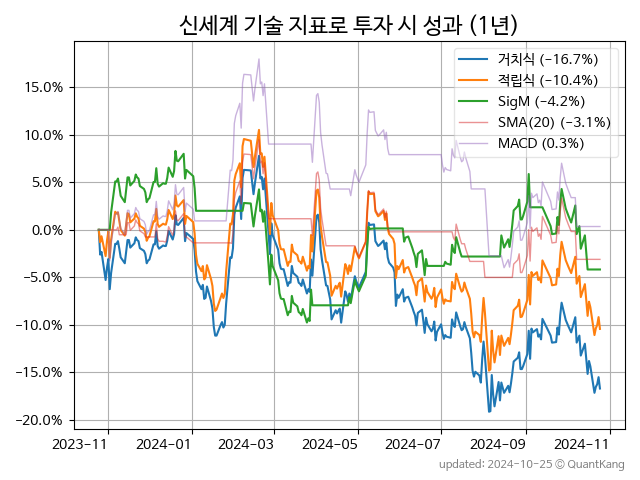 신세계 기술 지표로 투자 시 성과 (1년)
거치식 (−16.7%)
적립식 (−10.4%)
SigM (−4.2%)
SMA(20) (−3.1%)
MACD (0.3%)
15.0%
10.0%
5.0%
0.0%
−5.0%
−10.0%
−15.0%
−20.0%
2023-11 2024-01 2024-03 2024-05 2024-07 2024-09 2024-11
updated: 2024-10-25 © QuantKang